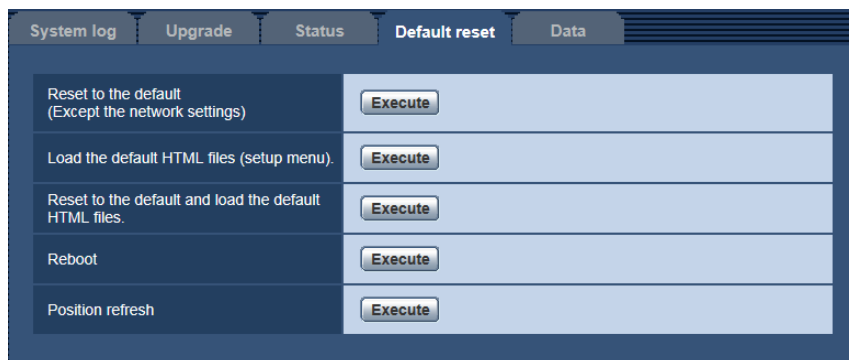 System log Upgrade Status Default reset Data
Reset to the default
(Except the network settings)
Execute
Load the default HTML files (setup menu).
Execute
Reset to the default and load the default
HTML files.
Execute
Reboot
Execute
Position refresh
Execute